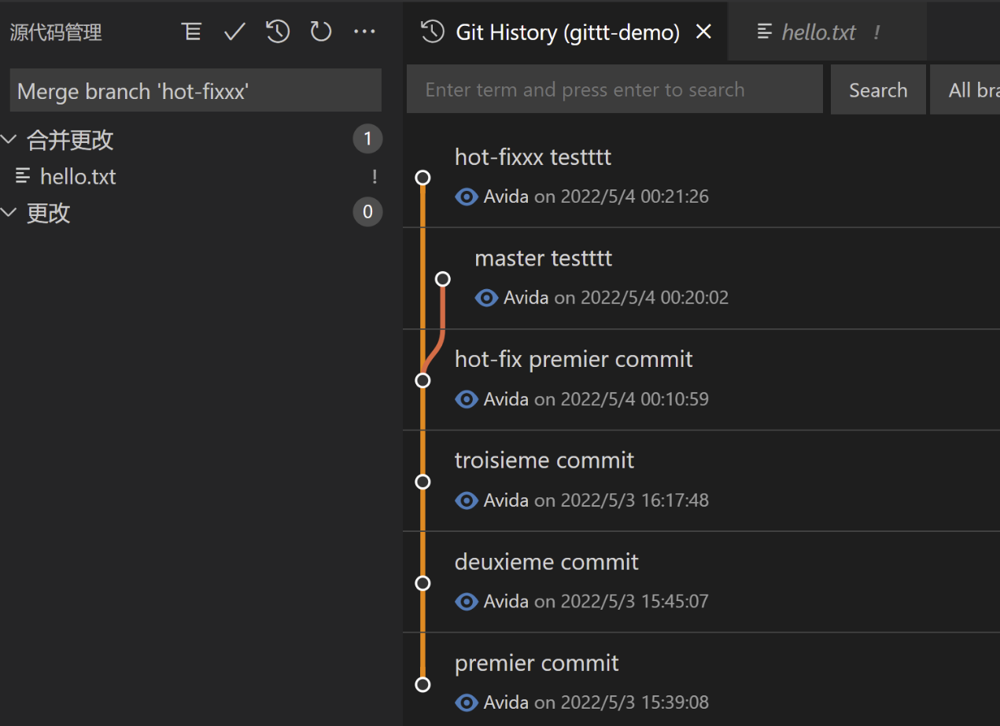 源代码管理
Merge branch 'hot-fixxx'
合并更改 1
hello.txt !
更改 0
Git History (gittt-demo) hello.txt !
Enter term and press enter to search Search All bra
hot-fixxx testttt
Avida on 2022/5/4 00:21:26
master testttt
Avida on 2022/5/4 00:20:02
hot-fix premier commit
Avida on 2022/5/4 00:10:59
troisieme commit
Avida on 2022/5/3 16:17:48
deuxieme commit
Avida on 2022/5/3 15:45:07
premier commit
Avida on 2022/5/3 15:39:08